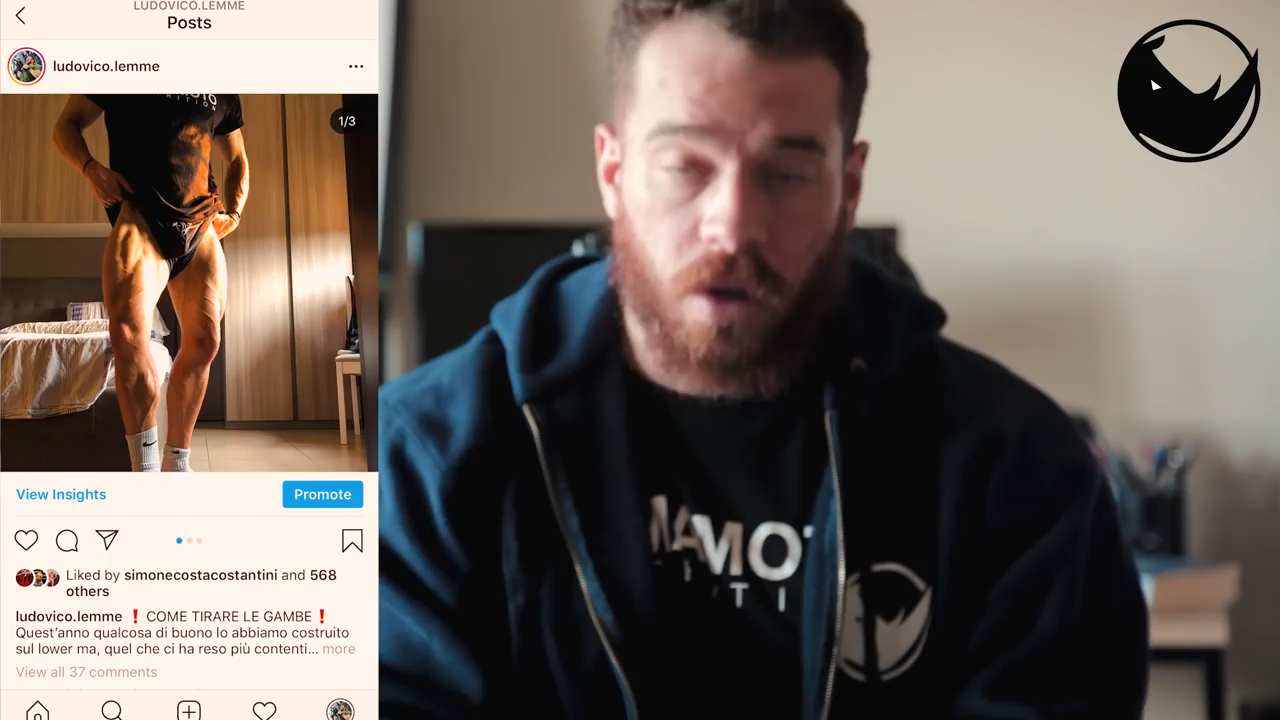 LUDOVICO.LEMME
Posts
ludovico.lemme
1/3
View Insights
Promote
Liked by simonecostacostantini and 568
others
ludovico.lemme ❗ COME TIRARE LE GAMBE ❗
Quest'anno qualcosa di buono lo abbiamo costruito
sul lower ma, quel che ci ha reso più contenti... more
View all 37 comments